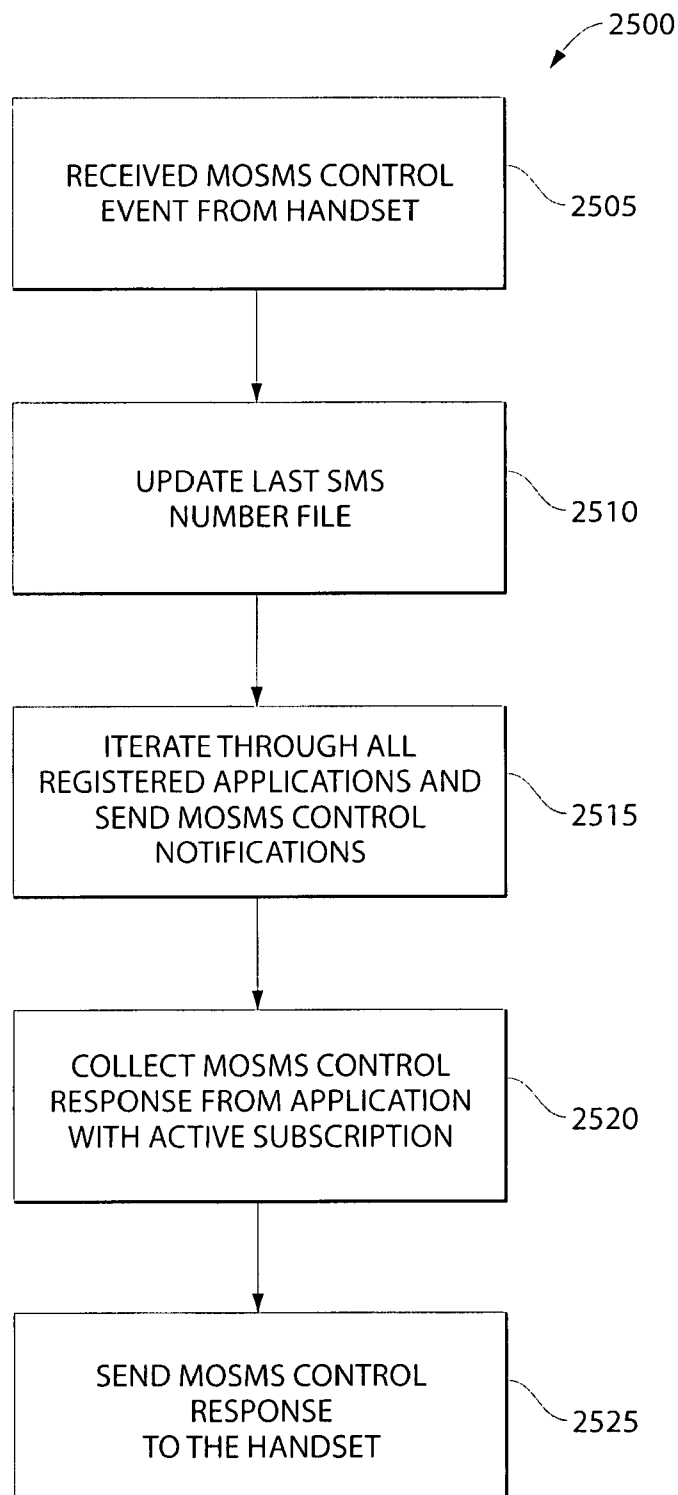 2500
RECEIVED MOSMS CONTROL
EVENT FROM HANDSET
2505
UPDATE LAST SMS
NUMBER FILE
2510
ITERATE THROUGH ALL
REGISTERED APPLICATIONS AND
SEND MOSMS CONTROL
NOTIFICATIONS
2515
COLLECT MOSMS CONTROL
RESPONSE FROM APPLICATION
WITH ACTIVE SUBSCRIPTION
2520
SEND MOSMS CONTROL
RESPONSE
TO THE HANDSET
2525